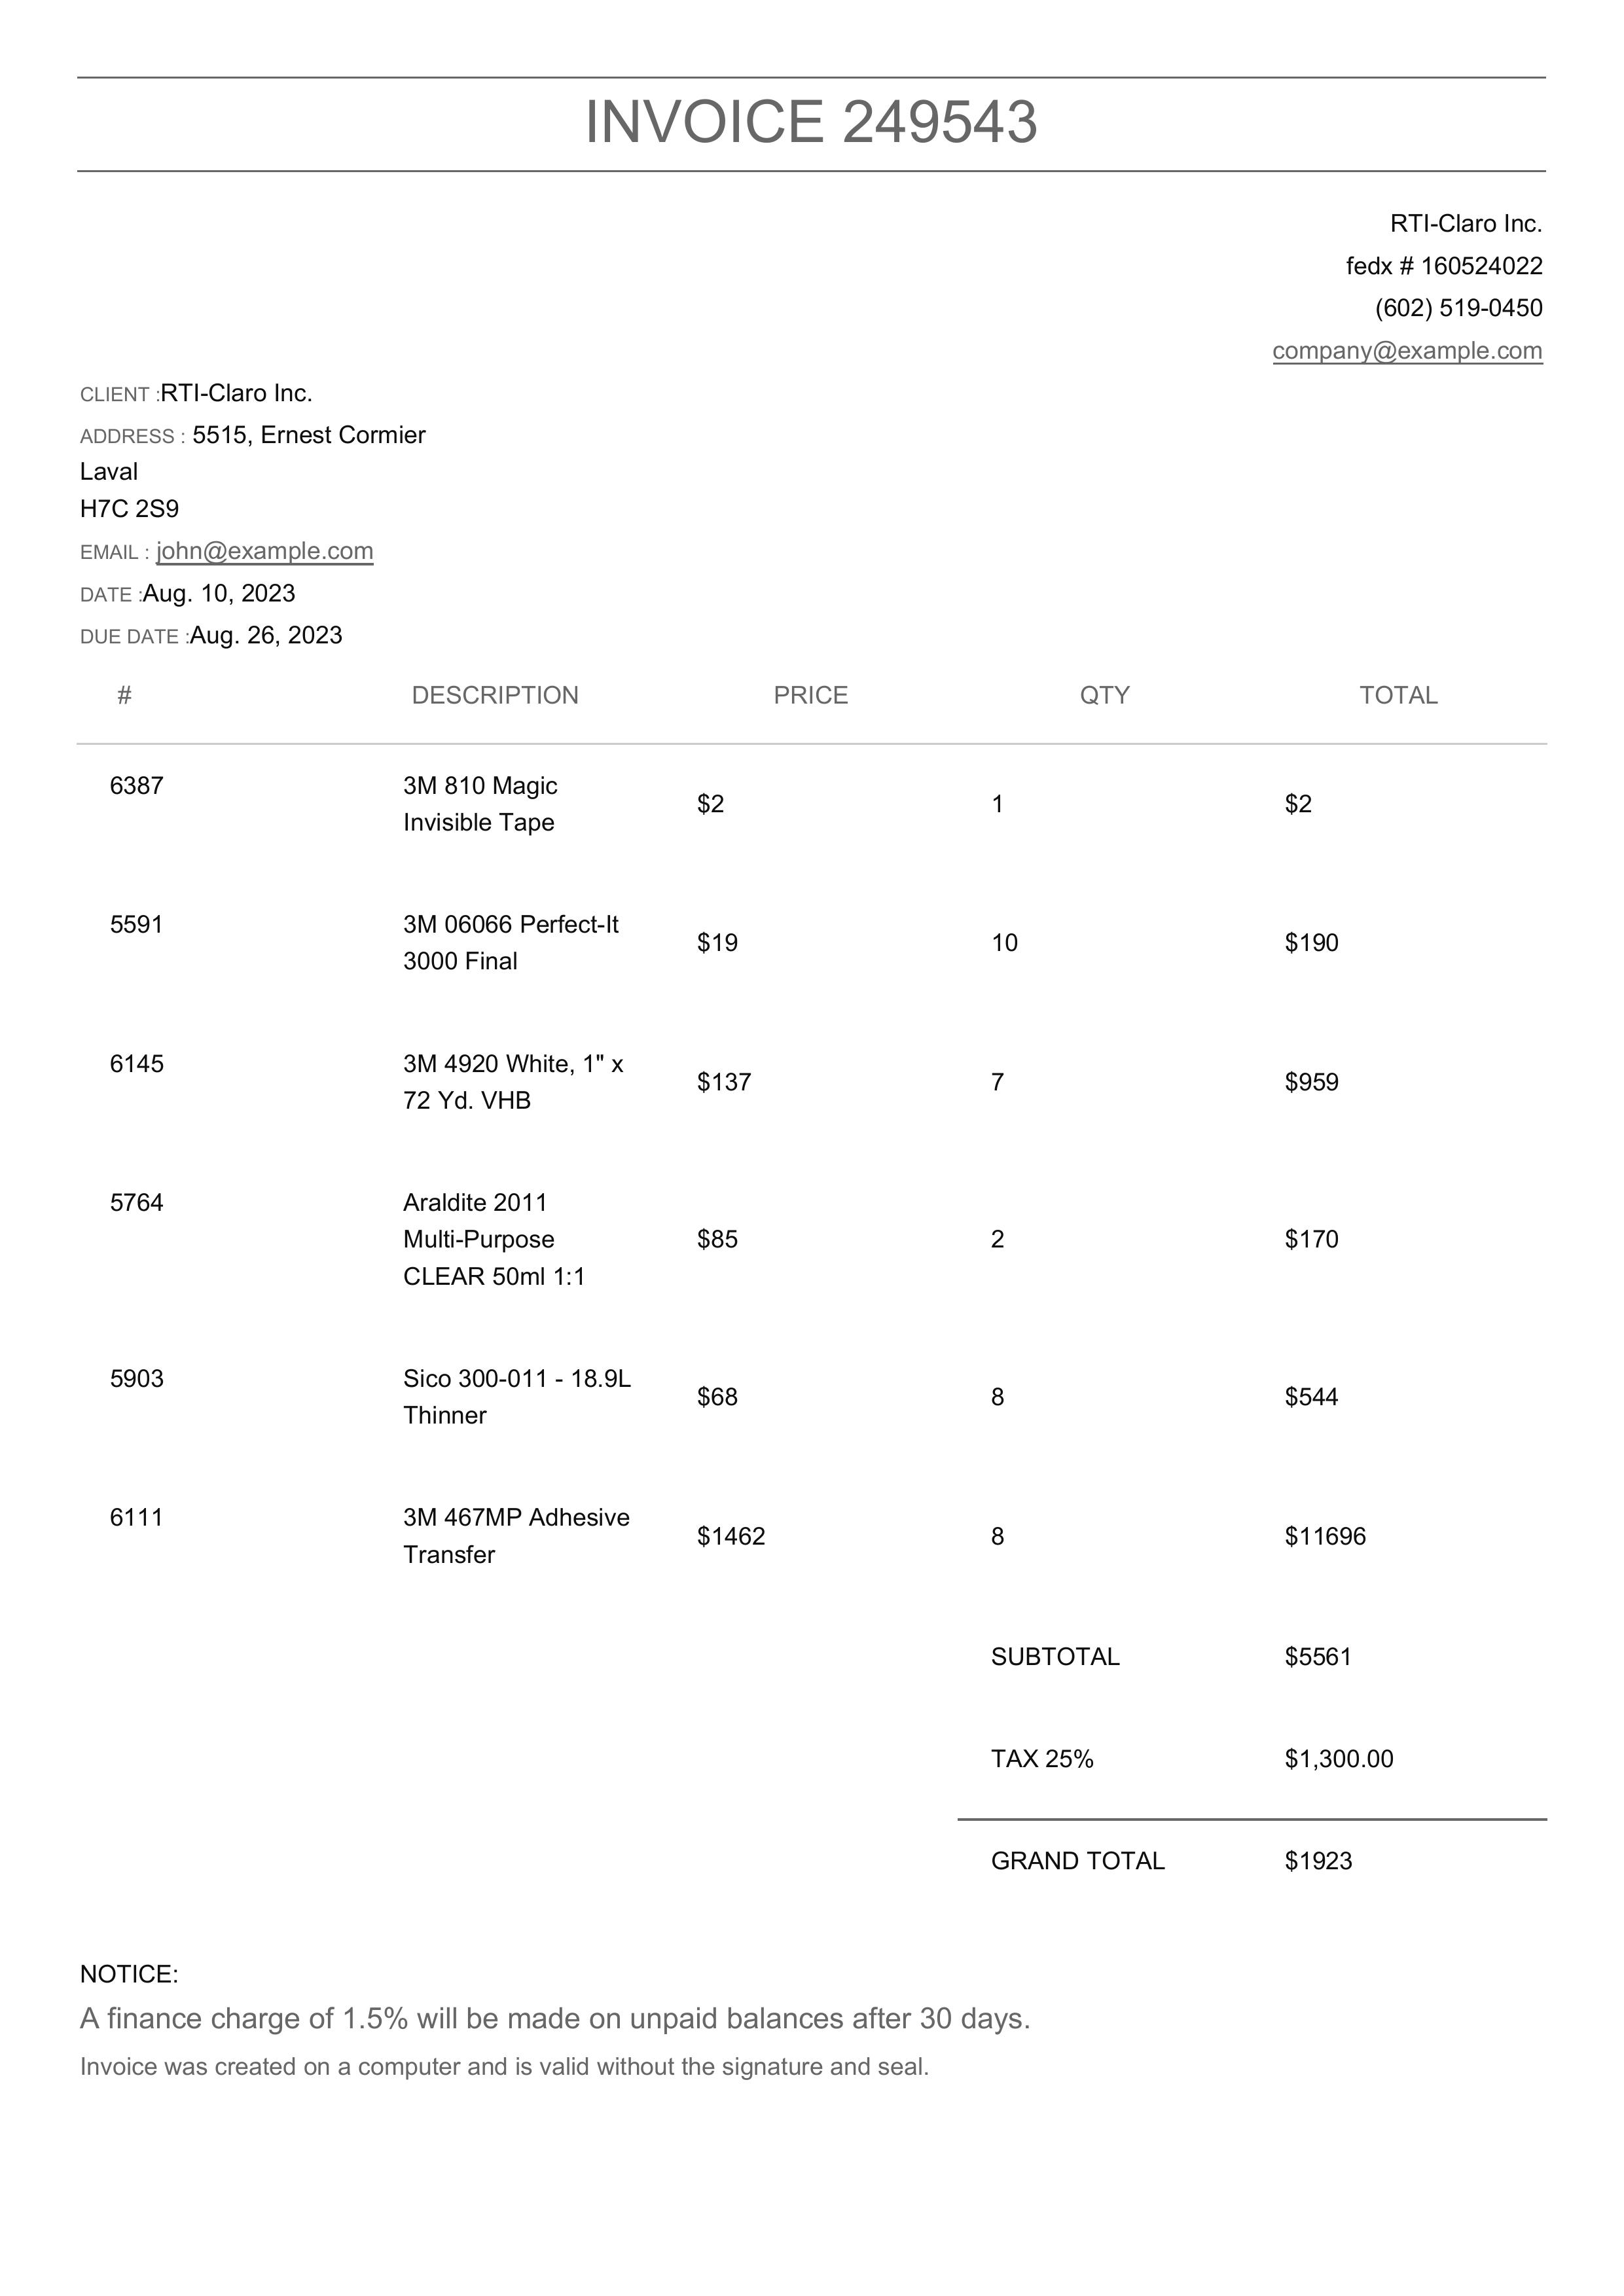 INVOICE 249543
RTI-Claro Inc.
fedx # 160524022
(602) 519-0450
company@example.com
CLIENT :RTI-Claro Inc.
ADDRESS : 5515, Ernest Cormier
Laval
H7C 2S9
EMAIL : john@example.com
DATE :Aug. 10, 2023
DUE DATE :Aug. 26, 2023
# DESCRIPTION PRICE QTY TOTAL
6387 3M 810 Magic
Invisible Tape $2 1 $2
5591 3M 06066 Perfect-It
3000 Final $19 10 $190
6145 3M 4920 White, 1" x
72 Yd. VHB $137 7 $959
5764 Araldite 2011
Multi-Purpose $85 2 $170
CLEAR 50ml 1:1
5903 Sico 300-011 - 18.9L
Thinner $68 8 $544
6111 3M 467MP Adhesive
Transfer $1462 8 $11696
SUBTOTAL $5561
TAX 25% $1,300.00
GRAND TOTAL $1923
NOTICE:
A finance charge of 1.5% will be made on unpaid balances after 30 days.
Invoice was created on a computer and is valid without the signature and seal.